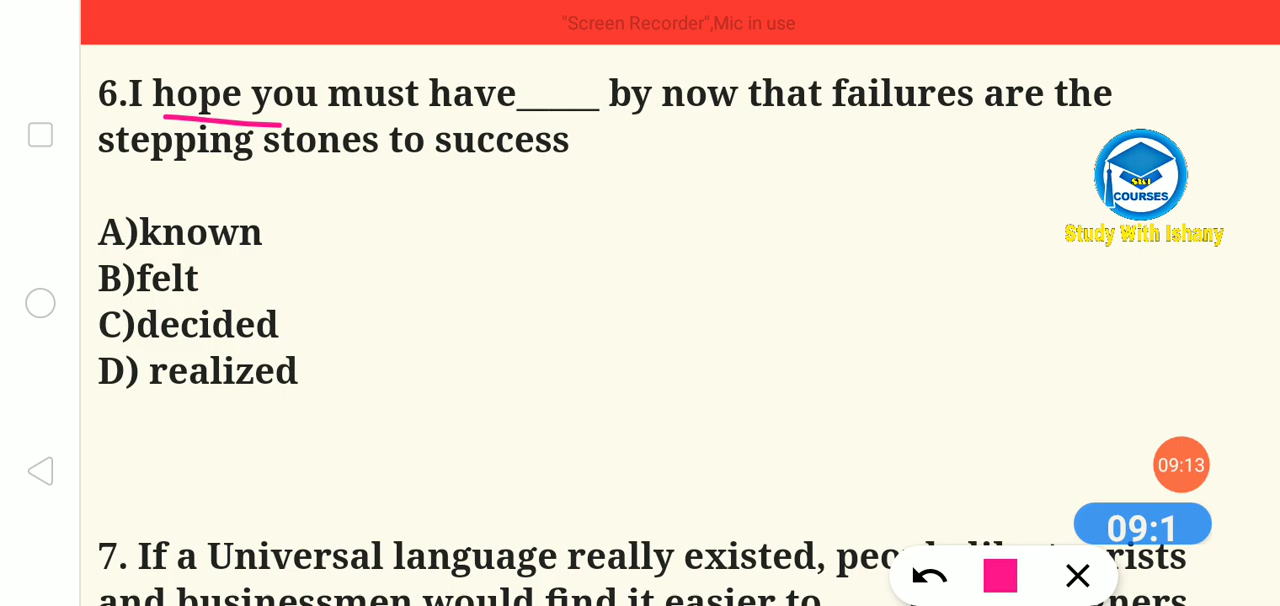 "Screen Recorder",Mic in use
6.I hope you must have_____ by now that failures are the
stepping stones to success
COURSES
Study With Ishany
A)known
B)felt
C)decided
D) realized
09:13
09:1
7. If a Universal language really existed,
and businessmen would find it easier to